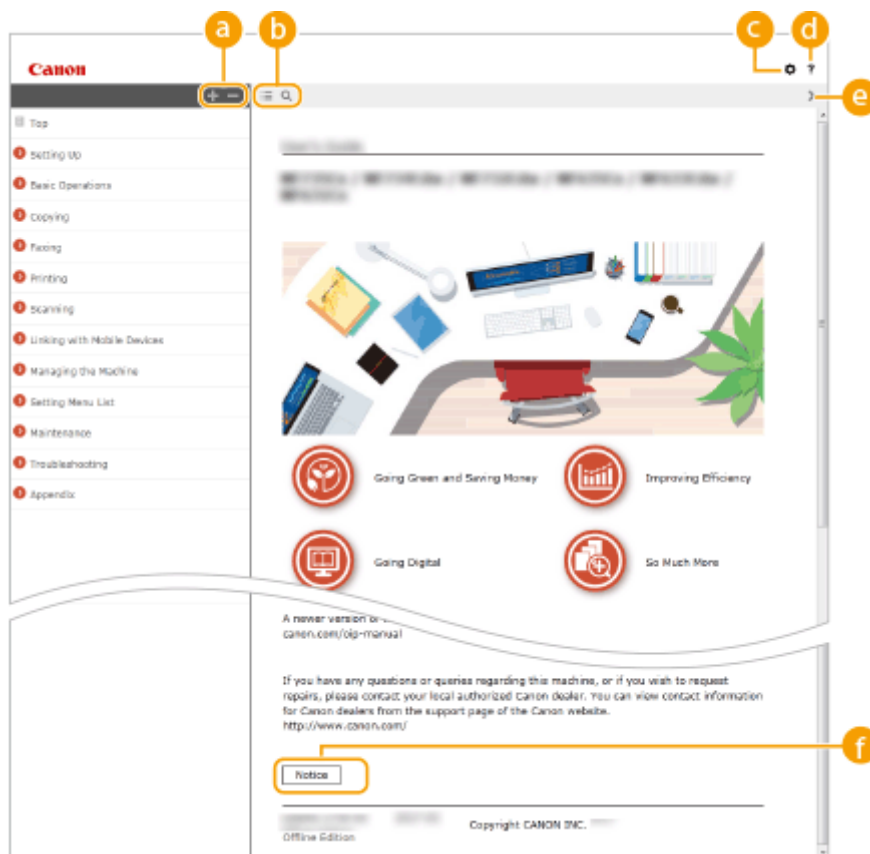 a
b
c
d
Canon
?
e
Top
Setting Up
Basic Operations
Copying
Faxing
Printing
Scanning
Linking with Mobile Devices
Managing the Machine
Setting Menu List
Maintenance
Troubleshooting
Appendix
Going Green and Saving Money
Improving Efficiency
Going Digital
So Much More
A newer version of
canon.com/oip-manual
If you have any questions or queries regarding this machine, or if you wish to request
repairs, please contact your local authorized Canon dealer. You can view contact information
for Canon dealers from the support page of the Canon website.
http://www.canon.com/
f
Notice
Copyright CANON INC.
Offline Edition